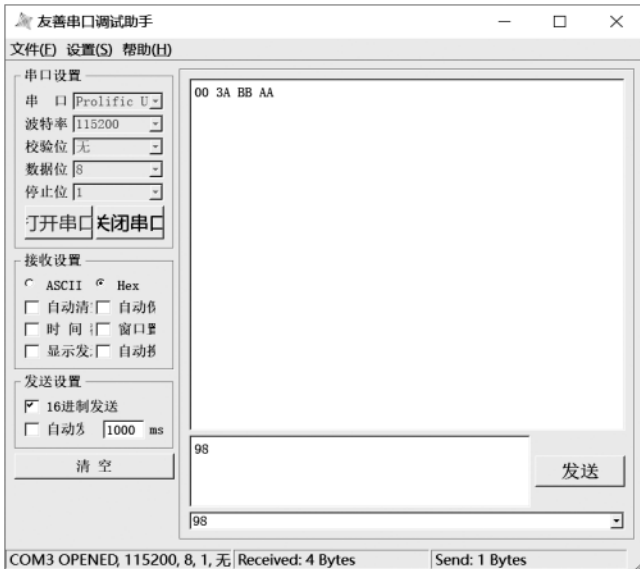 友善串口调试助手
文件(F) 设置(S) 帮助(H)
串口设置
串 口 Prolific U
波特率 115200
校验位 无
数据位 8
停止位 1
打开串口 关闭串口
接收设置
ASCII Hex
自动清 自动保
时 间 窗口置
显示发 自动换
发送设置
16进制发送
自动发 1000 ms
清 空
00 3A BB AA
98
发送
98
COM3 OPENED, 115200, 8, 1, 无 Received: 4 Bytes Send: 1 Bytes